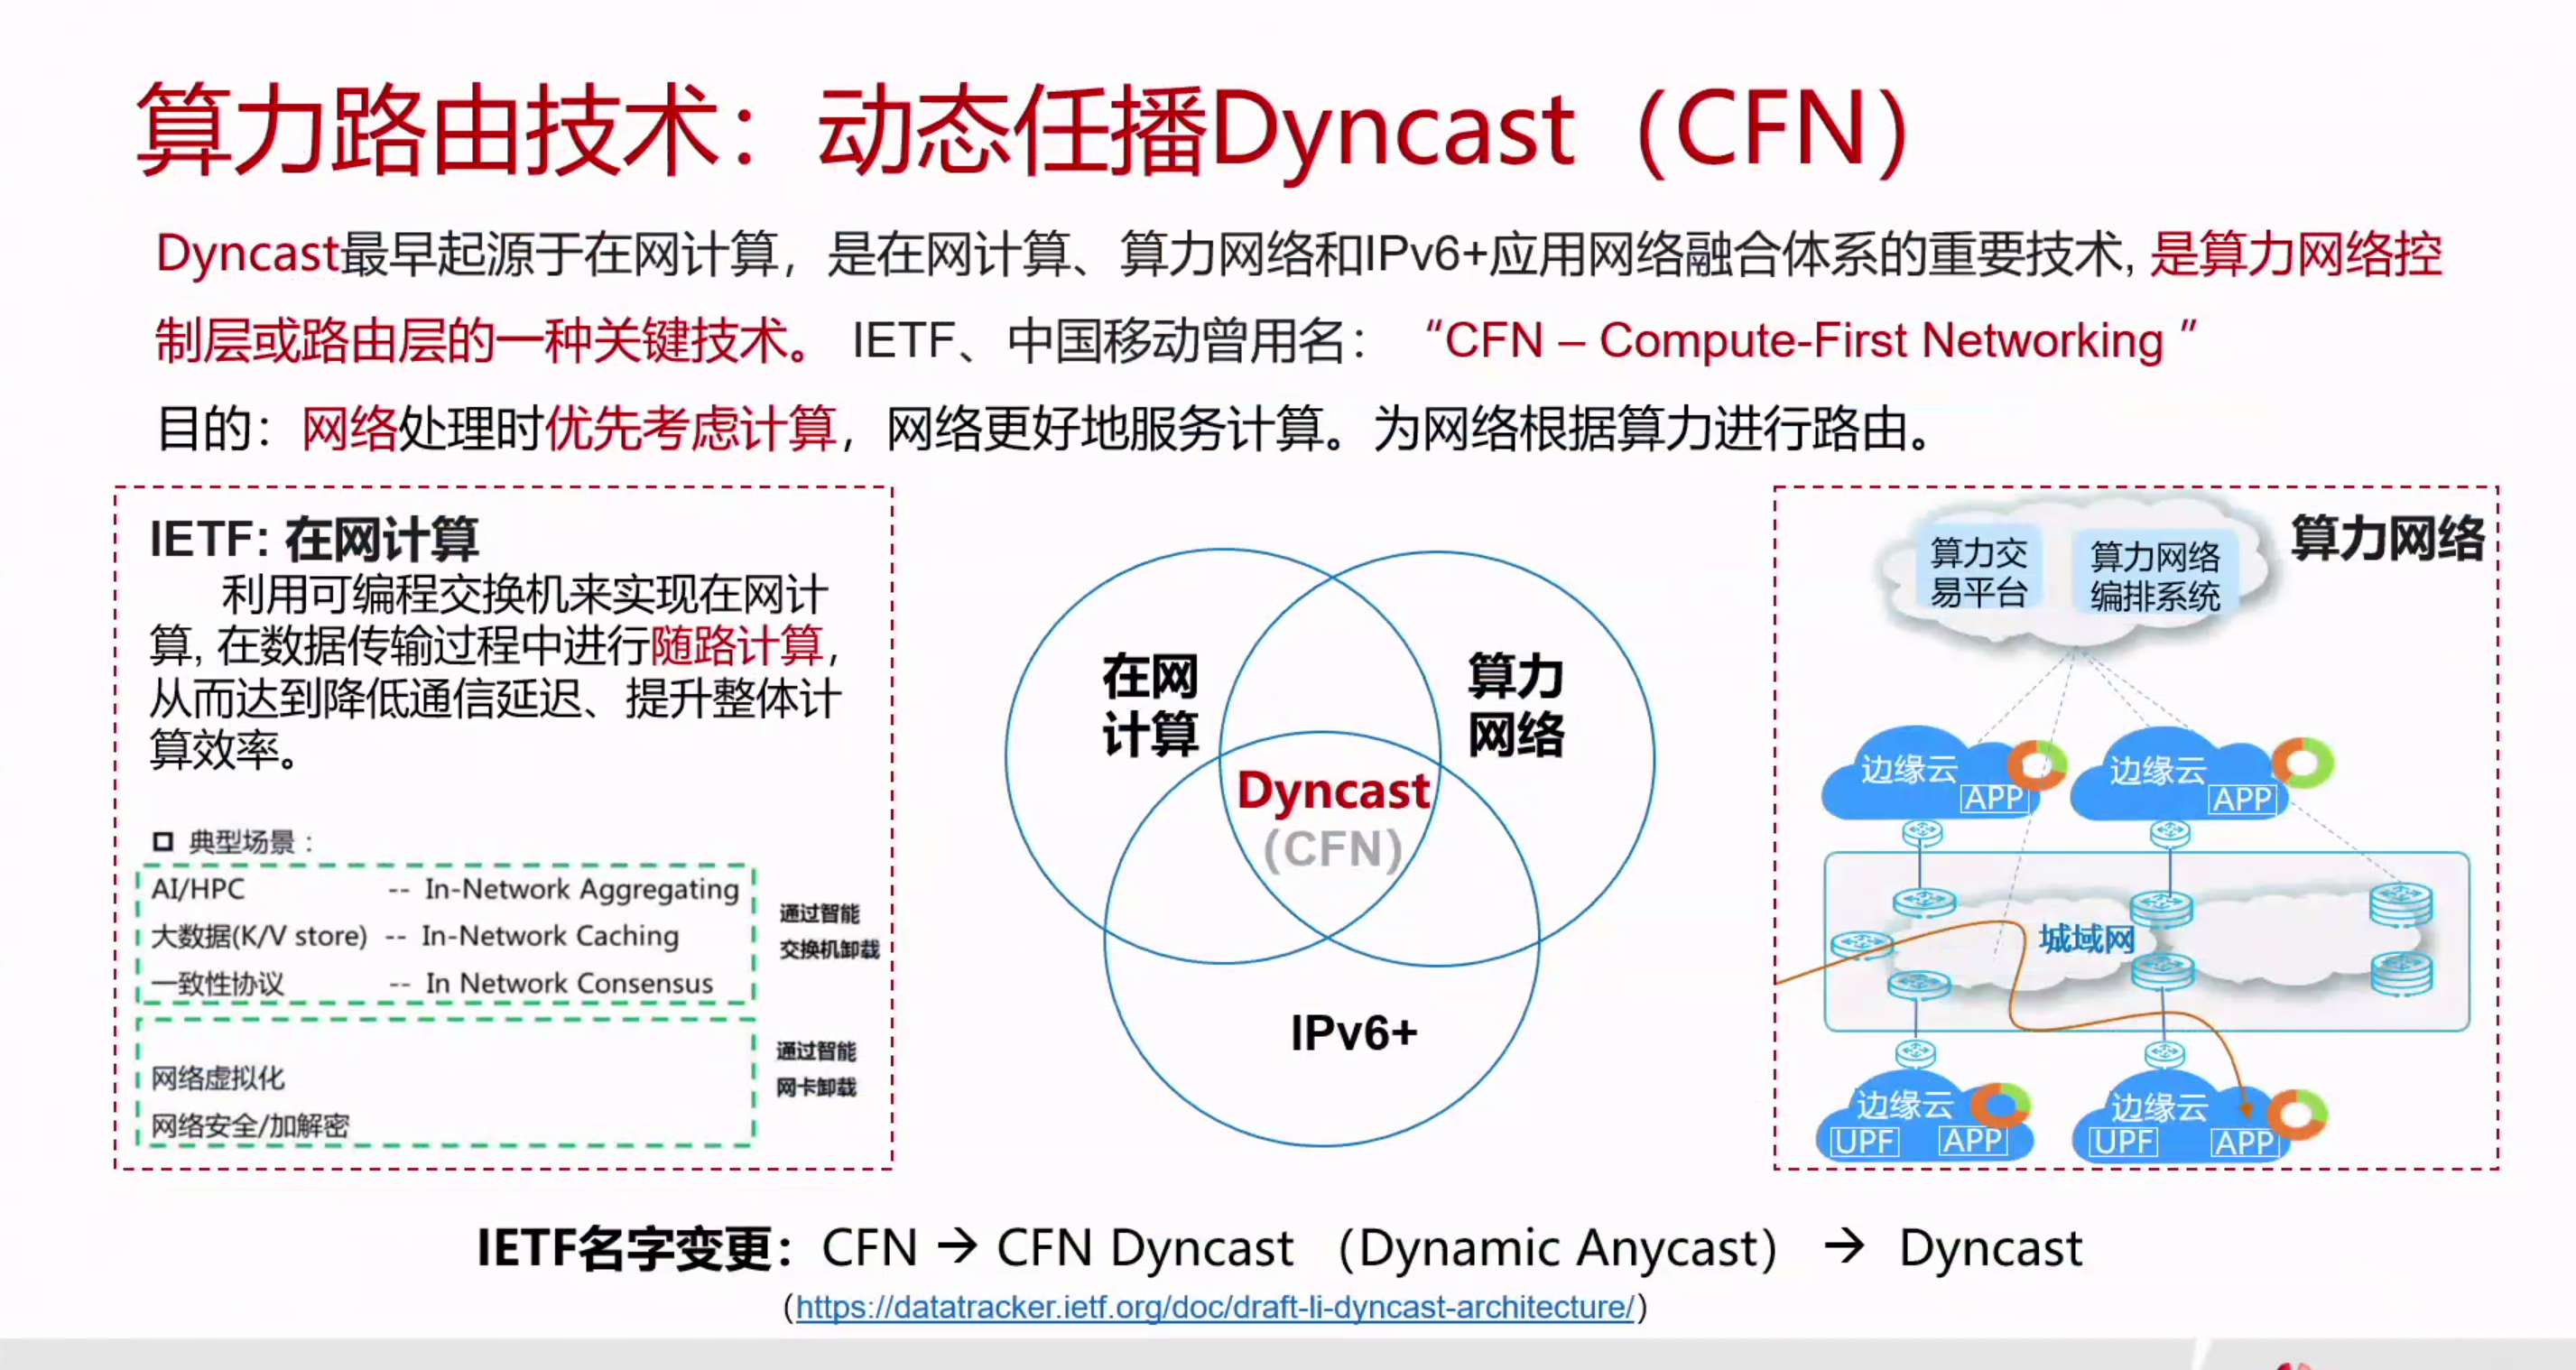 算力路由技术：动态任播Dyncast（CFN）
Dyncast最早起源于在网计算，是在网计算、算力网络和IPv6+应用网络融合体系的重要技术, 是算力网络控
制层或路由层的一种关键技术。 IETF、中国移动曾用名： “CFN – Compute-First Networking ”
目的：网络处理时优先考虑计算，网络更好地服务计算。为网络根据算力进行路由。
IETF: 在网计算
利用可编程交换机来实现在网计
算, 在数据传输过程中进行随路计算，
从而达到降低通信延迟、提升整体计
算效率。
典型场景：
AI/HPC -- In-Network Aggregating
大数据(K/V store) -- In-Network Caching
一致性协议 -- In Network Consensus
通过智能
交换机卸载
网络虚拟化
网络安全/加解密
通过智能
网卡卸载
在网
计算
算力
网络
Dyncast
(CFN)
IPv6+
算力网络
算力交
易平台
算力网络
编排系统
边缘云
APP
边缘云
APP
城域网
边缘云
UPF APP
边缘云
UPF APP
IETF名字变更：CFN → CFN Dyncast （Dynamic Anycast） → Dyncast
(https://datatracker.ietf.org/doc/draft-li-dyncast-architecture/)